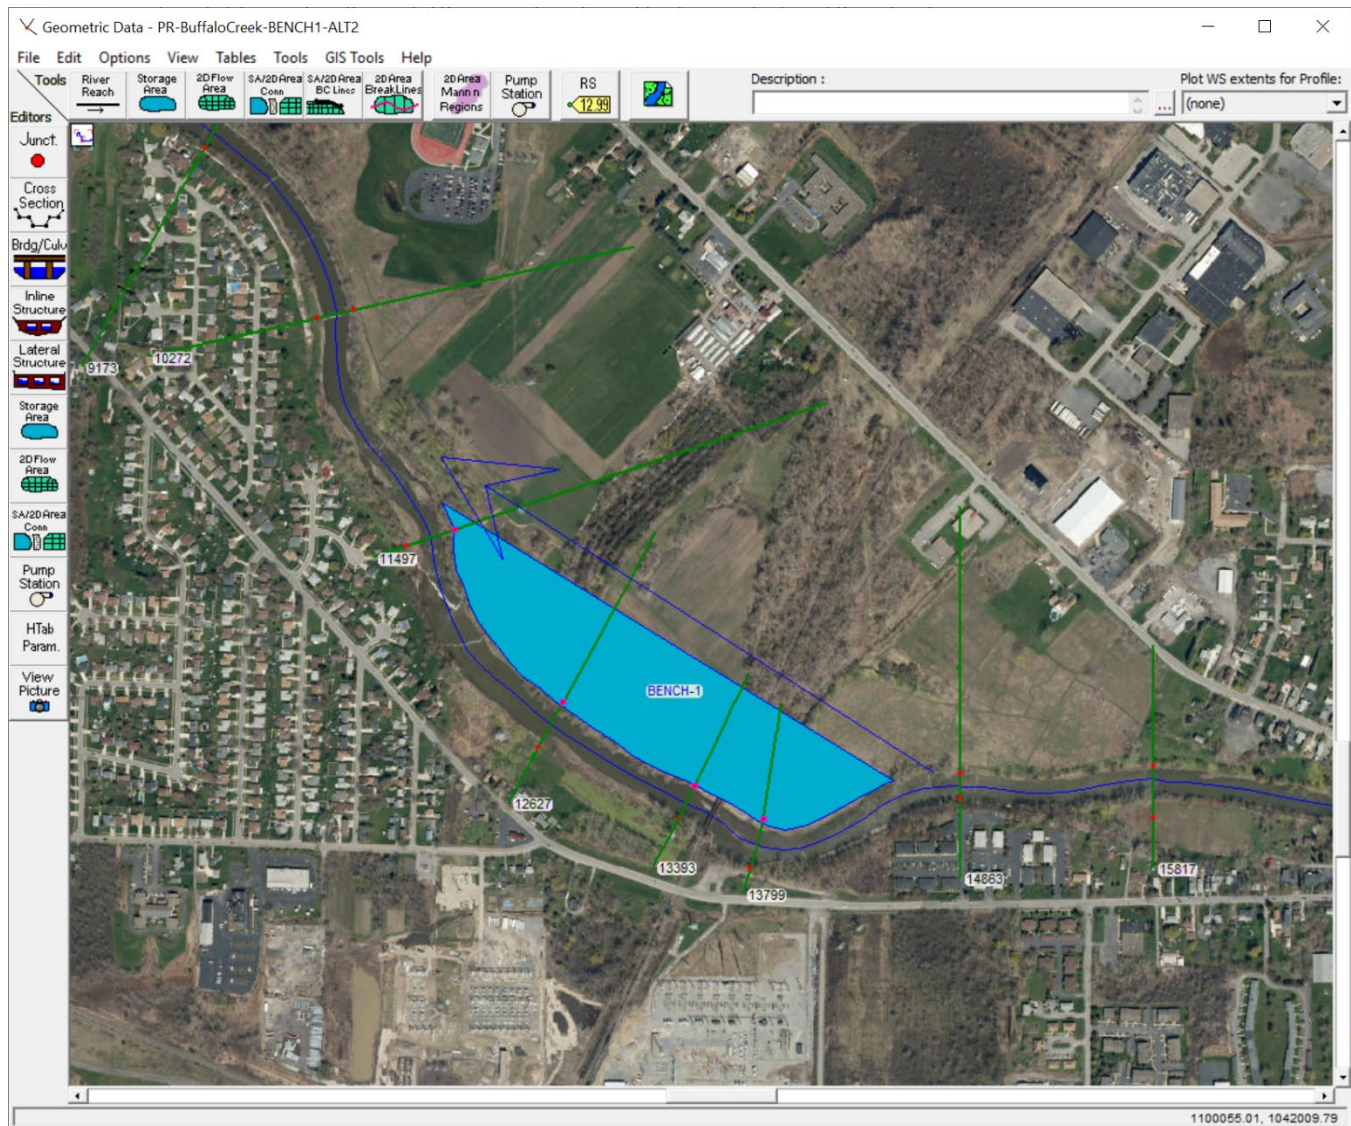 Geometric Data - PR-BuffaloCreek-BENCH1-ALT2
File Edit Options View Tables Tools GIS Tools Help
Tools
River
Reach
Storage
Area
2D Flow
Area
SA/2D Area
Conn
SA/2D Area
BC Lines
2D Area
BreakLines
2D Area
Mann n
Regions
Pump
Station
RS
12.99
Description :
...
Plot WS extents for Profile:
(none)
Editors
Junct.
Cross
Section
Brdg/Culv
Inline
Structure
Lateral
Structure
Storage
Area
2D Flow
Area
SA/2D Area
Conn
Pump
Station
HTab
Param.
View
Picture
9173
10272
11497
BENCH-1
12627
13393
13799
14863
15817
1100055.01, 1042009.79